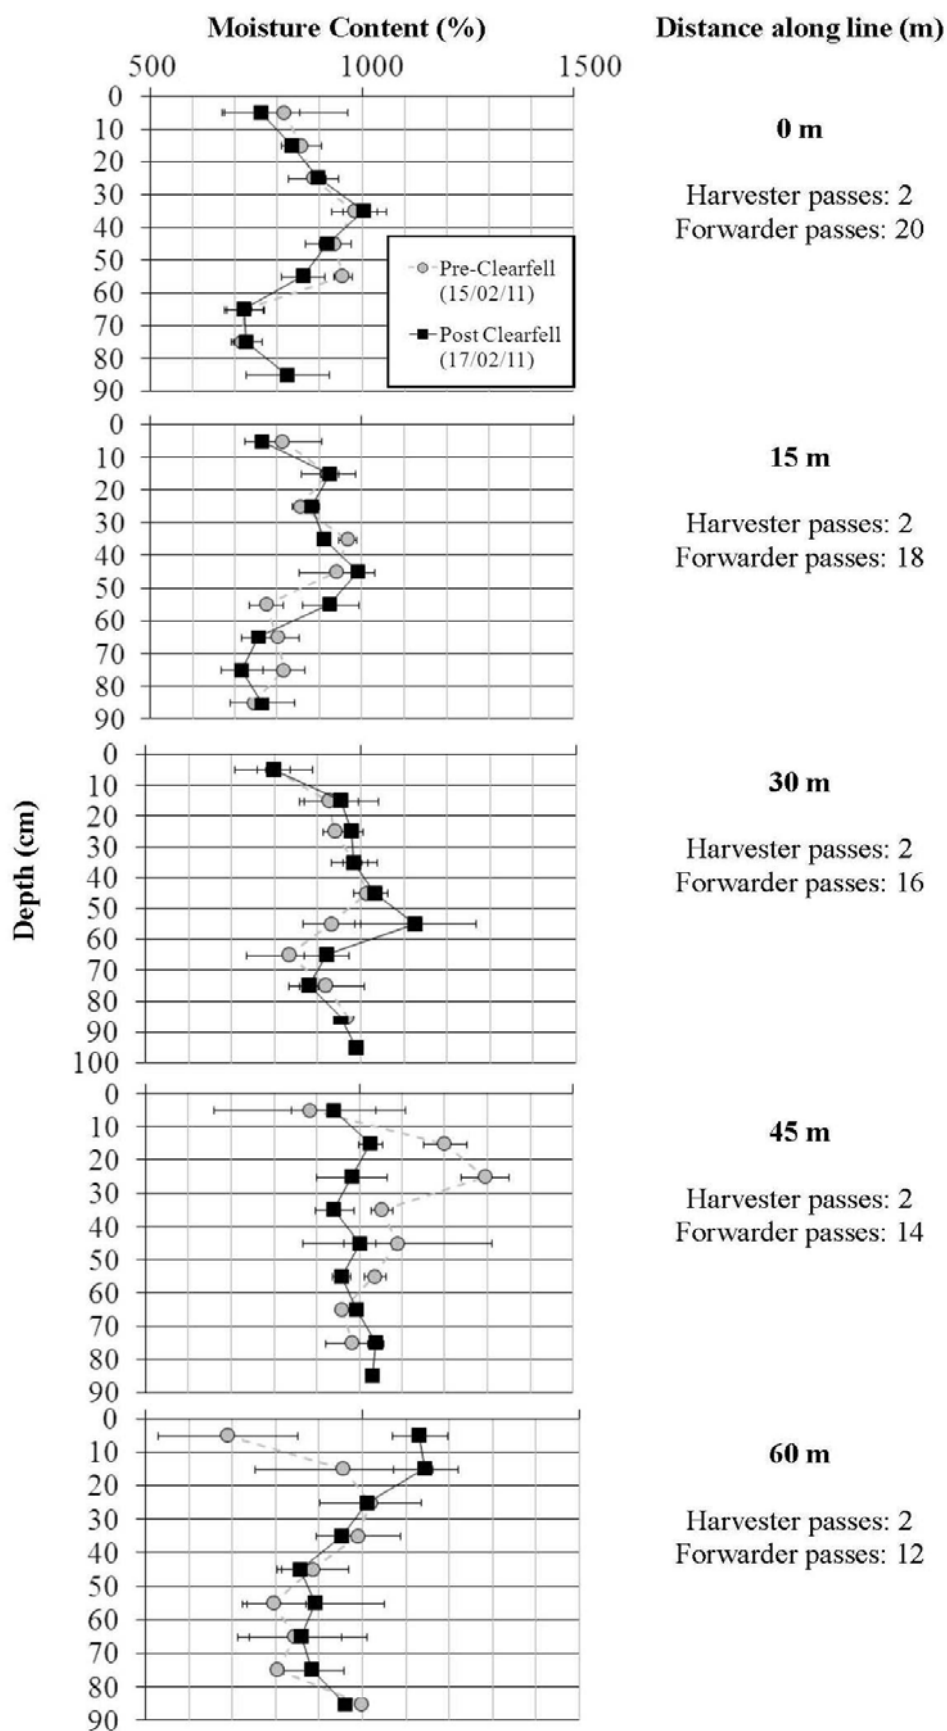 Moisture Content (%)
Distance along line (m)
500 1000 1500
0
10
20
30
40
50
60
70
80
90
0 m
Harvester passes: 2
Forwarder passes: 20
Pre-Clearfell
(15/02/11)
Post Clearfell
(17/02/11)
0
10
20
30
40
50
60
70
80
90
15 m
Harvester passes: 2
Forwarder passes: 18
Depth (cm)
0
10
20
30
40
50
60
70
80
90
100
30 m
Harvester passes: 2
Forwarder passes: 16
0
10
20
30
40
50
60
70
80
90
45 m
Harvester passes: 2
Forwarder passes: 14
0
10
20
30
40
50
60
70
80
90
60 m
Harvester passes: 2
Forwarder passes: 12